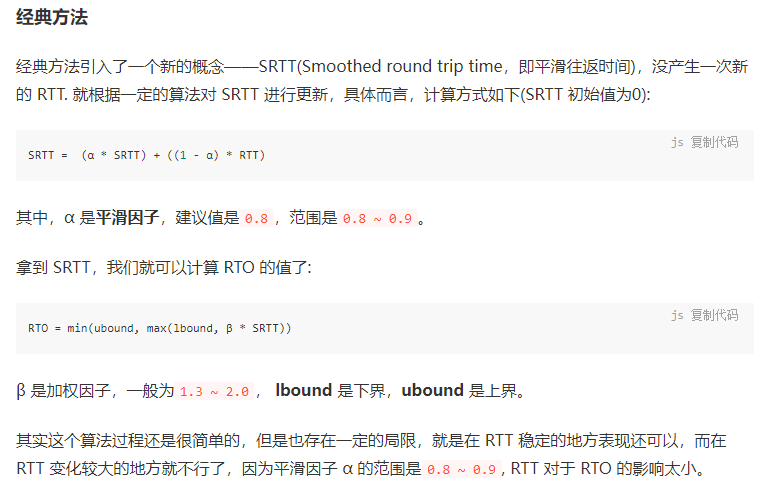 经典方法
经典方法引入了一个新的概念——SRTT(Smoothed round trip time，即平滑往返时间)，没产生一次新
的 RTT. 就根据一定的算法对 SRTT 进行更新，具体而言，计算方式如下(SRTT 初始值为0):
js 复制代码
SRTT =  (α * SRTT) + ((1 - α) * RTT)
其中，α 是平滑因子，建议值是 0.8 ，范围是 0.8 ~ 0.9 。
拿到 SRTT，我们就可以计算 RTO 的值了:
js 复制代码
RTO = min(ubound, max(lbound, β * SRTT))
β 是加权因子，一般为 1.3 ~ 2.0 ， lbound 是下界，ubound 是上界。
其实这个算法过程还是很简单的，但是也存在一定的局限，就是在 RTT 稳定的地方表现还可以，而在
RTT 变化较大的地方就不行了，因为平滑因子 α 的范围是 0.8 ~ 0.9 , RTT 对于 RTO 的影响太小。